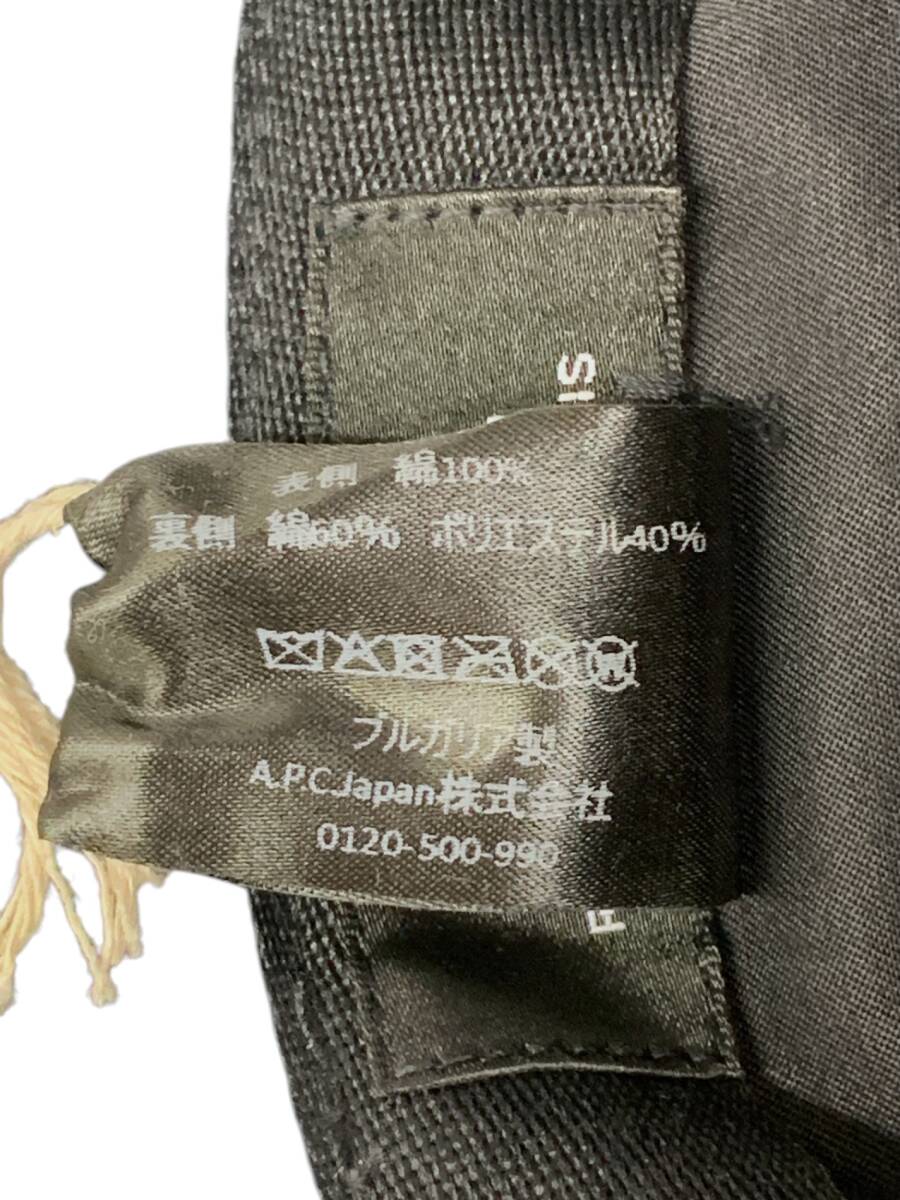 IS
表側 綿100%
裏側 綿60% ポリエステル40%
ブルガリア製
A.P.C.Japan株式会社
0120-500-990